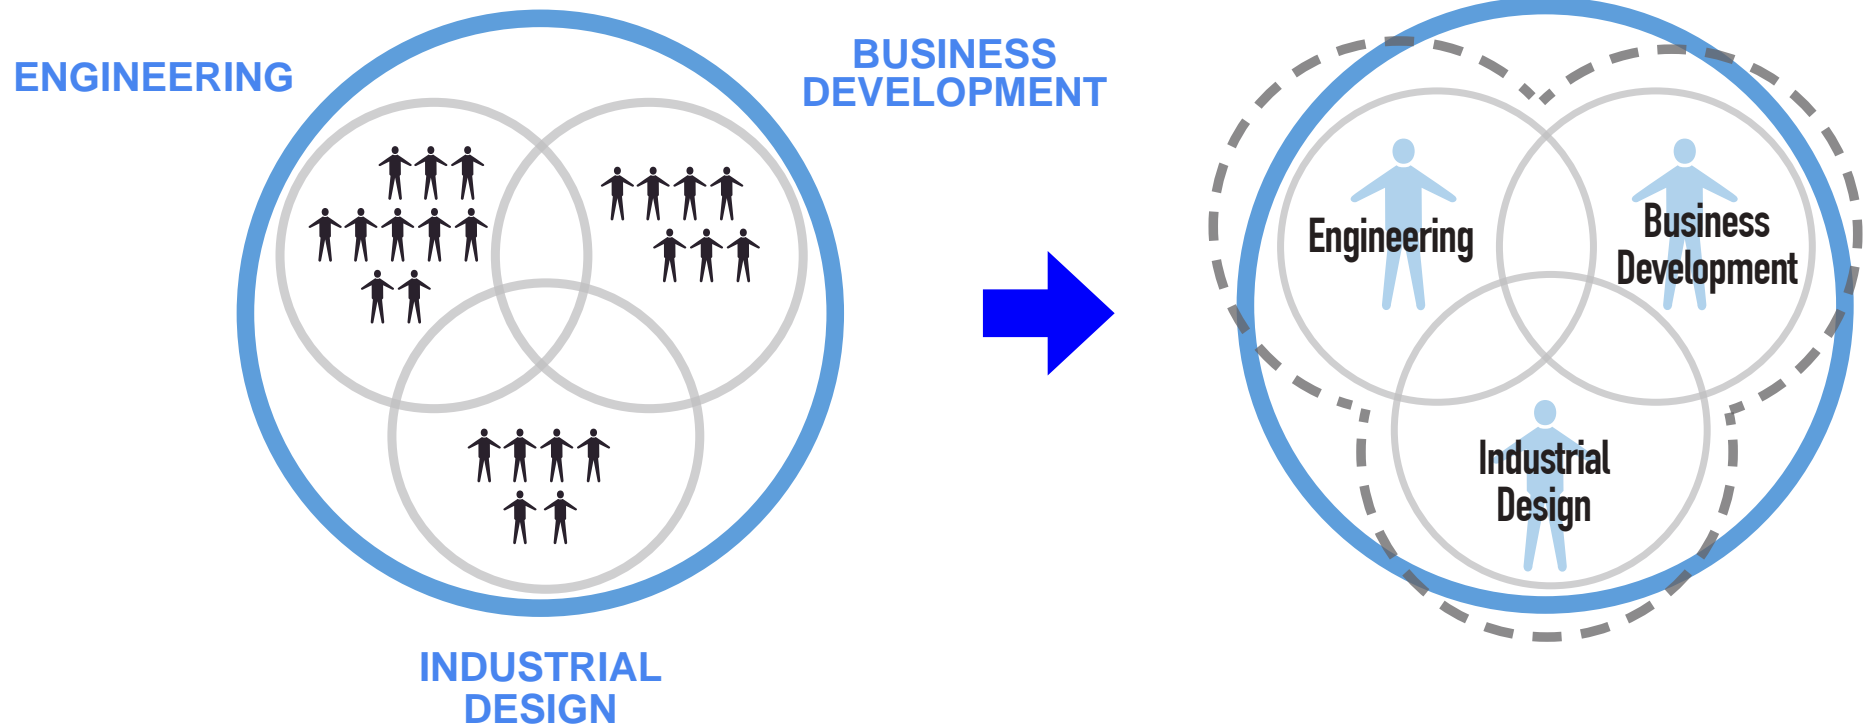 ENGINEERING
BUSINESS
DEVELOPMENT
INDUSTRIAL
DESIGN
Engineering
Business
Development
Industrial
Design